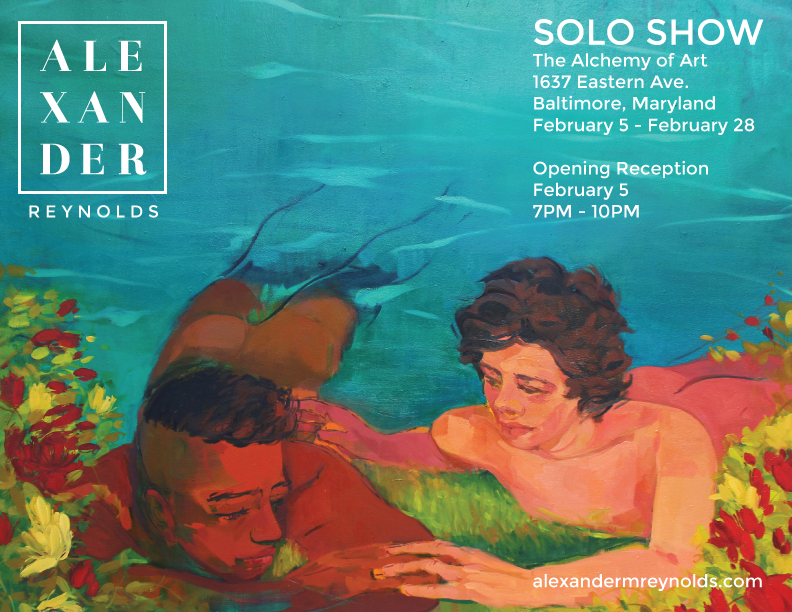 ALE
XAN
DER
REYNOLDS
SOLO SHOW
The Alchemy of Art
1637 Eastern Ave.
Baltimore, Maryland
February 5 - February 28
Opening Reception
February 5
7PM - 10PM
alexandermreynolds.com